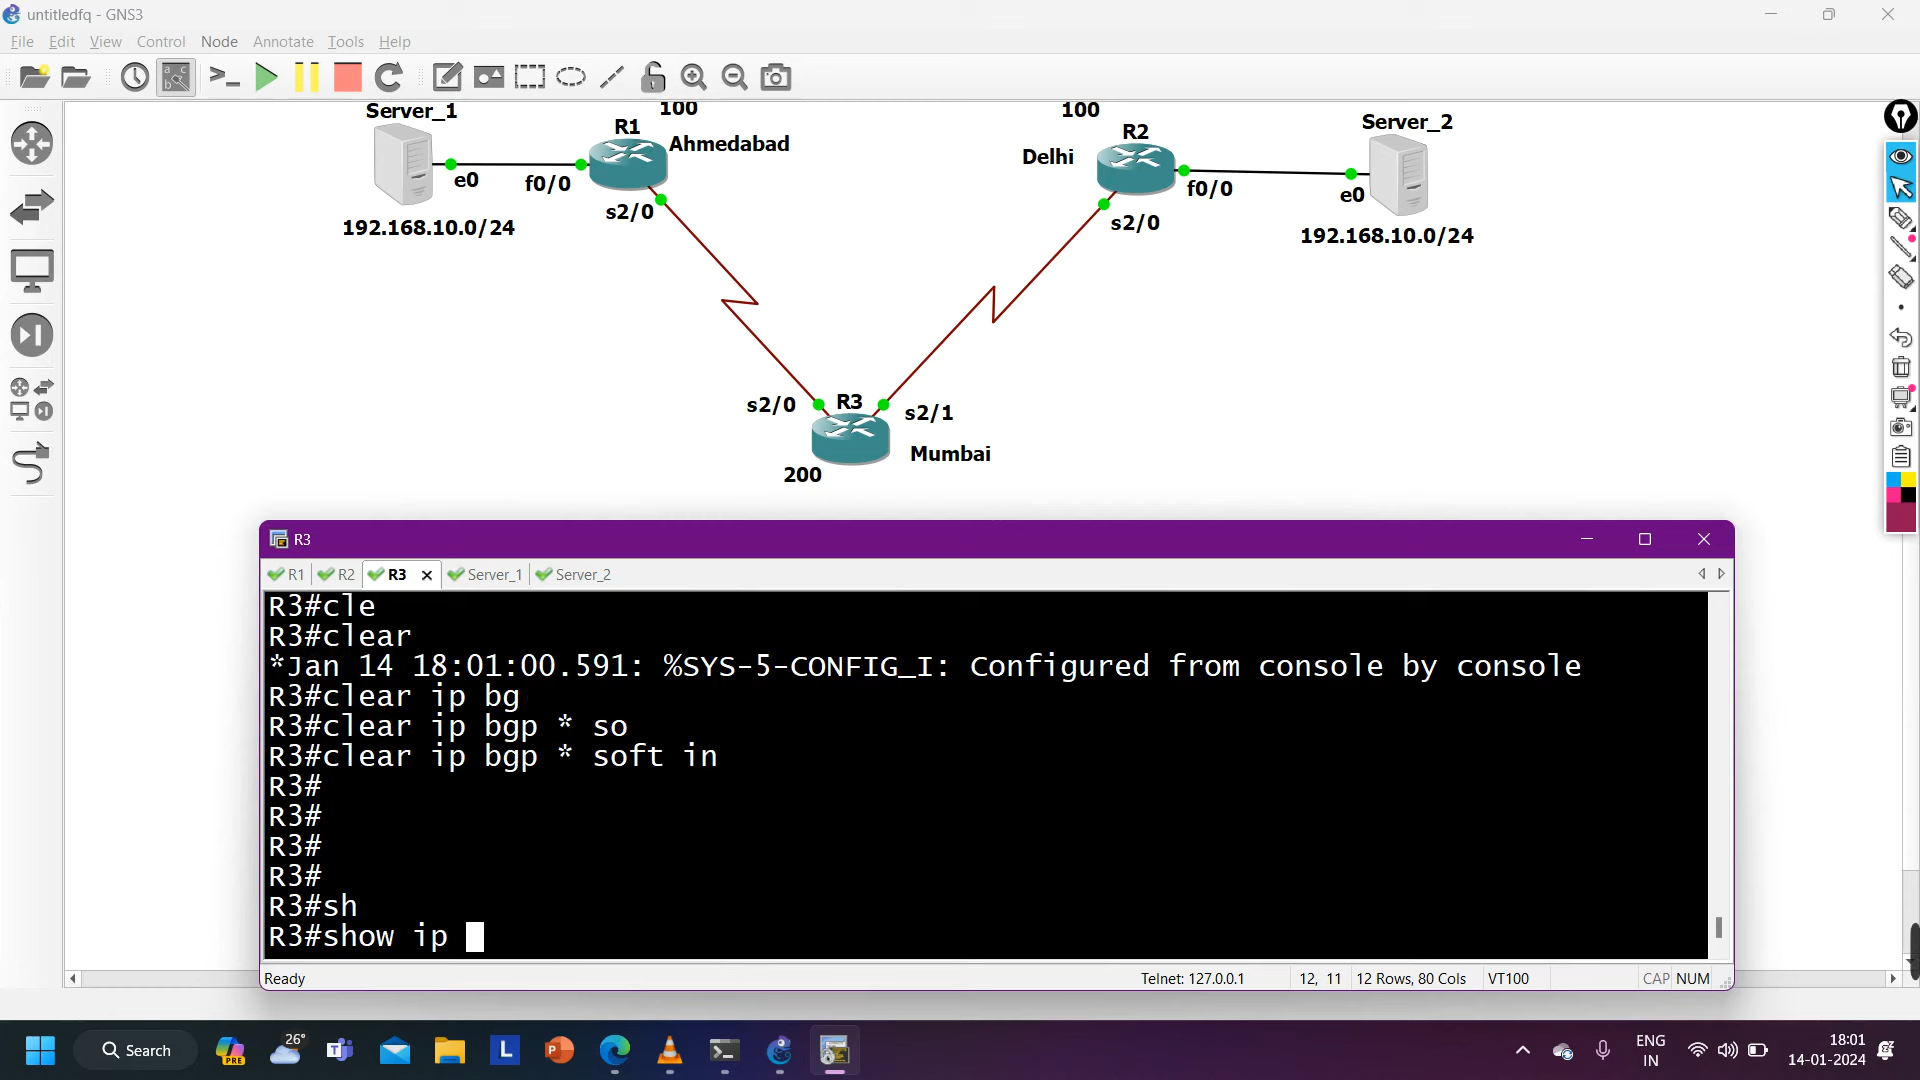 untitledfq - GNS3
File Edit View Control Node Annotate Tools Help
Server_1
100
R1
Ahmedabad
e0
f0/0
s2/0
192.168.10.0/24
100
R2
Delhi
Server_2
f0/0
e0
s2/0
192.168.10.0/24
s2/0
R3
s2/1
Mumbai
200
R3
R1 R2 R3 Server_1 Server_2
R3#cle
R3#clear
*Jan 14 18:01:00.591: %SYS-5-CONFIG_I: Configured from console by console
R3#clear ip bg
R3#clear ip bgp * so
R3#clear ip bgp * soft in
R3#
R3#
R3#
R3#
R3#sh
R3#show ip
Ready Telnet: 127.0.0.1 12, 11 12 Rows, 80 Cols VT100 CAP NUM
Search
PRE
26°
L
P
ENG
IN
18:01
14-01-2024